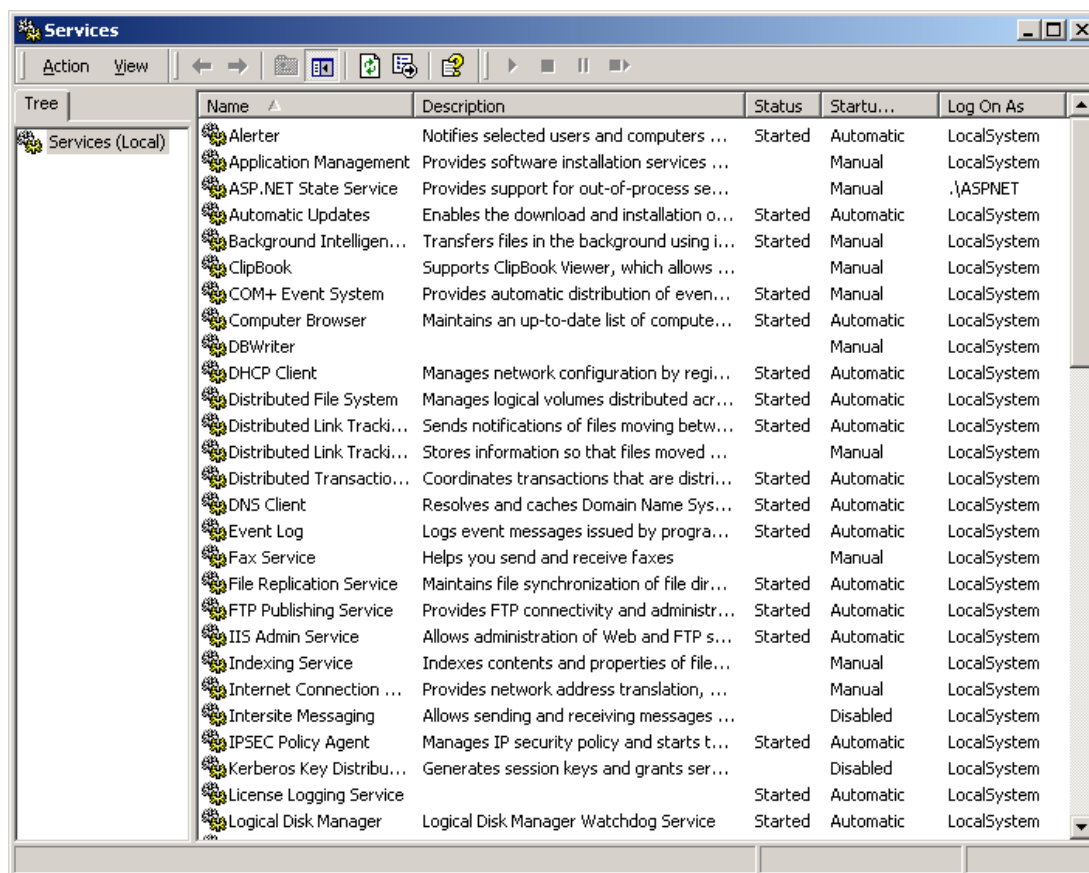 Services
Action View
Tree
Name Description Status Startu... Log On As
Services (Local)
Alerter Notifies selected users and computers ... Started Automatic LocalSystem
Application Management Provides software installation services ... Manual LocalSystem
ASP.NET State Service Provides support for out-of-process se... Manual .\ASPNET
Automatic Updates Enables the download and installation o... Started Automatic LocalSystem
Background Intelligen... Transfers files in the background using i... Started Manual LocalSystem
ClipBook Supports ClipBook Viewer, which allows ... Manual LocalSystem
COM+ Event System Provides automatic distribution of even... Started Manual LocalSystem
Computer Browser Maintains an up-to-date list of compute... Started Automatic LocalSystem
DBWriter Manual LocalSystem
DHCP Client Manages network configuration by regi... Started Automatic LocalSystem
Distributed File System Manages logical volumes distributed acr... Started Automatic LocalSystem
Distributed Link Tracki... Sends notifications of files moving betw... Started Automatic LocalSystem
Distributed Link Tracki... Stores information so that files moved ... Manual LocalSystem
Distributed Transactio... Coordinates transactions that are distri... Started Automatic LocalSystem
DNS Client Resolves and caches Domain Name Sys... Started Automatic LocalSystem
Event Log Logs event messages issued by progra... Started Automatic LocalSystem
Fax Service Helps you send and receive faxes Manual LocalSystem
File Replication Service Maintains file synchronization of file dir... Started Automatic LocalSystem
FTP Publishing Service Provides FTP connectivity and administr... Started Automatic LocalSystem
IIS Admin Service Allows administration of Web and FTP s... Started Automatic LocalSystem
Indexing Service Indexes contents and properties of file... Manual LocalSystem
Internet Connection ... Provides network address translation, ... Manual LocalSystem
Intersite Messaging Allows sending and receiving messages ... Disabled LocalSystem
IPSEC Policy Agent Manages IP security policy and starts t... Started Automatic LocalSystem
Kerberos Key Distribu... Generates session keys and grants ser... Disabled LocalSystem
License Logging Service Started Automatic LocalSystem
Logical Disk Manager Logical Disk Manager Watchdog Service Started Automatic LocalSystem